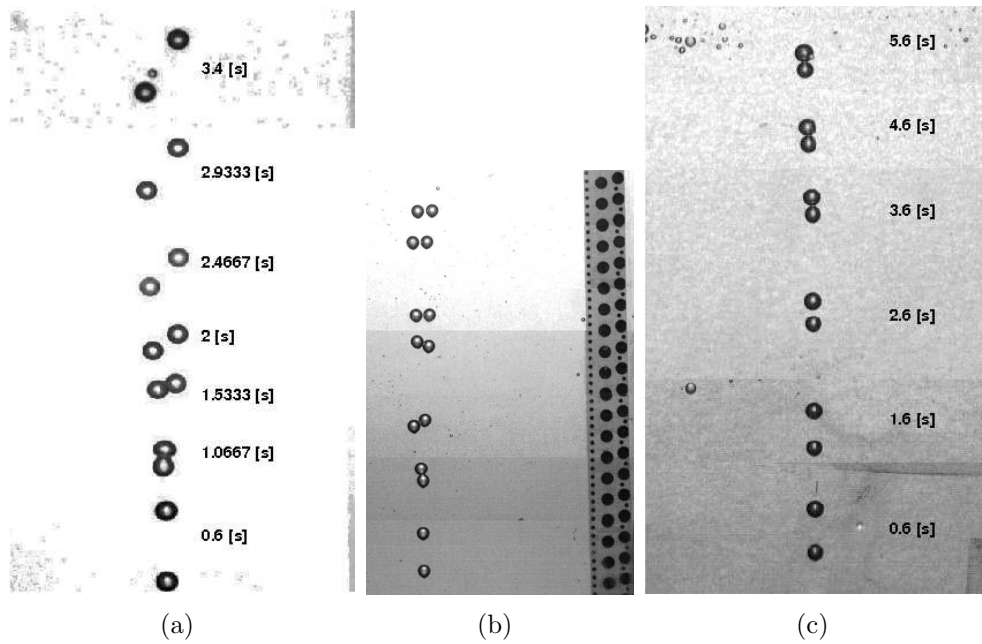 3.4 [s]
2.9333 [s]
2.4667 [s]
2 [s]
1.5333 [s]
1.0667 [s]
0.6 [s]
5.6 [s]
4.6 [s]
3.6 [s]
2.6 [s]
1.6 [s]
0.6 [s]
(a)
(b)
(c)